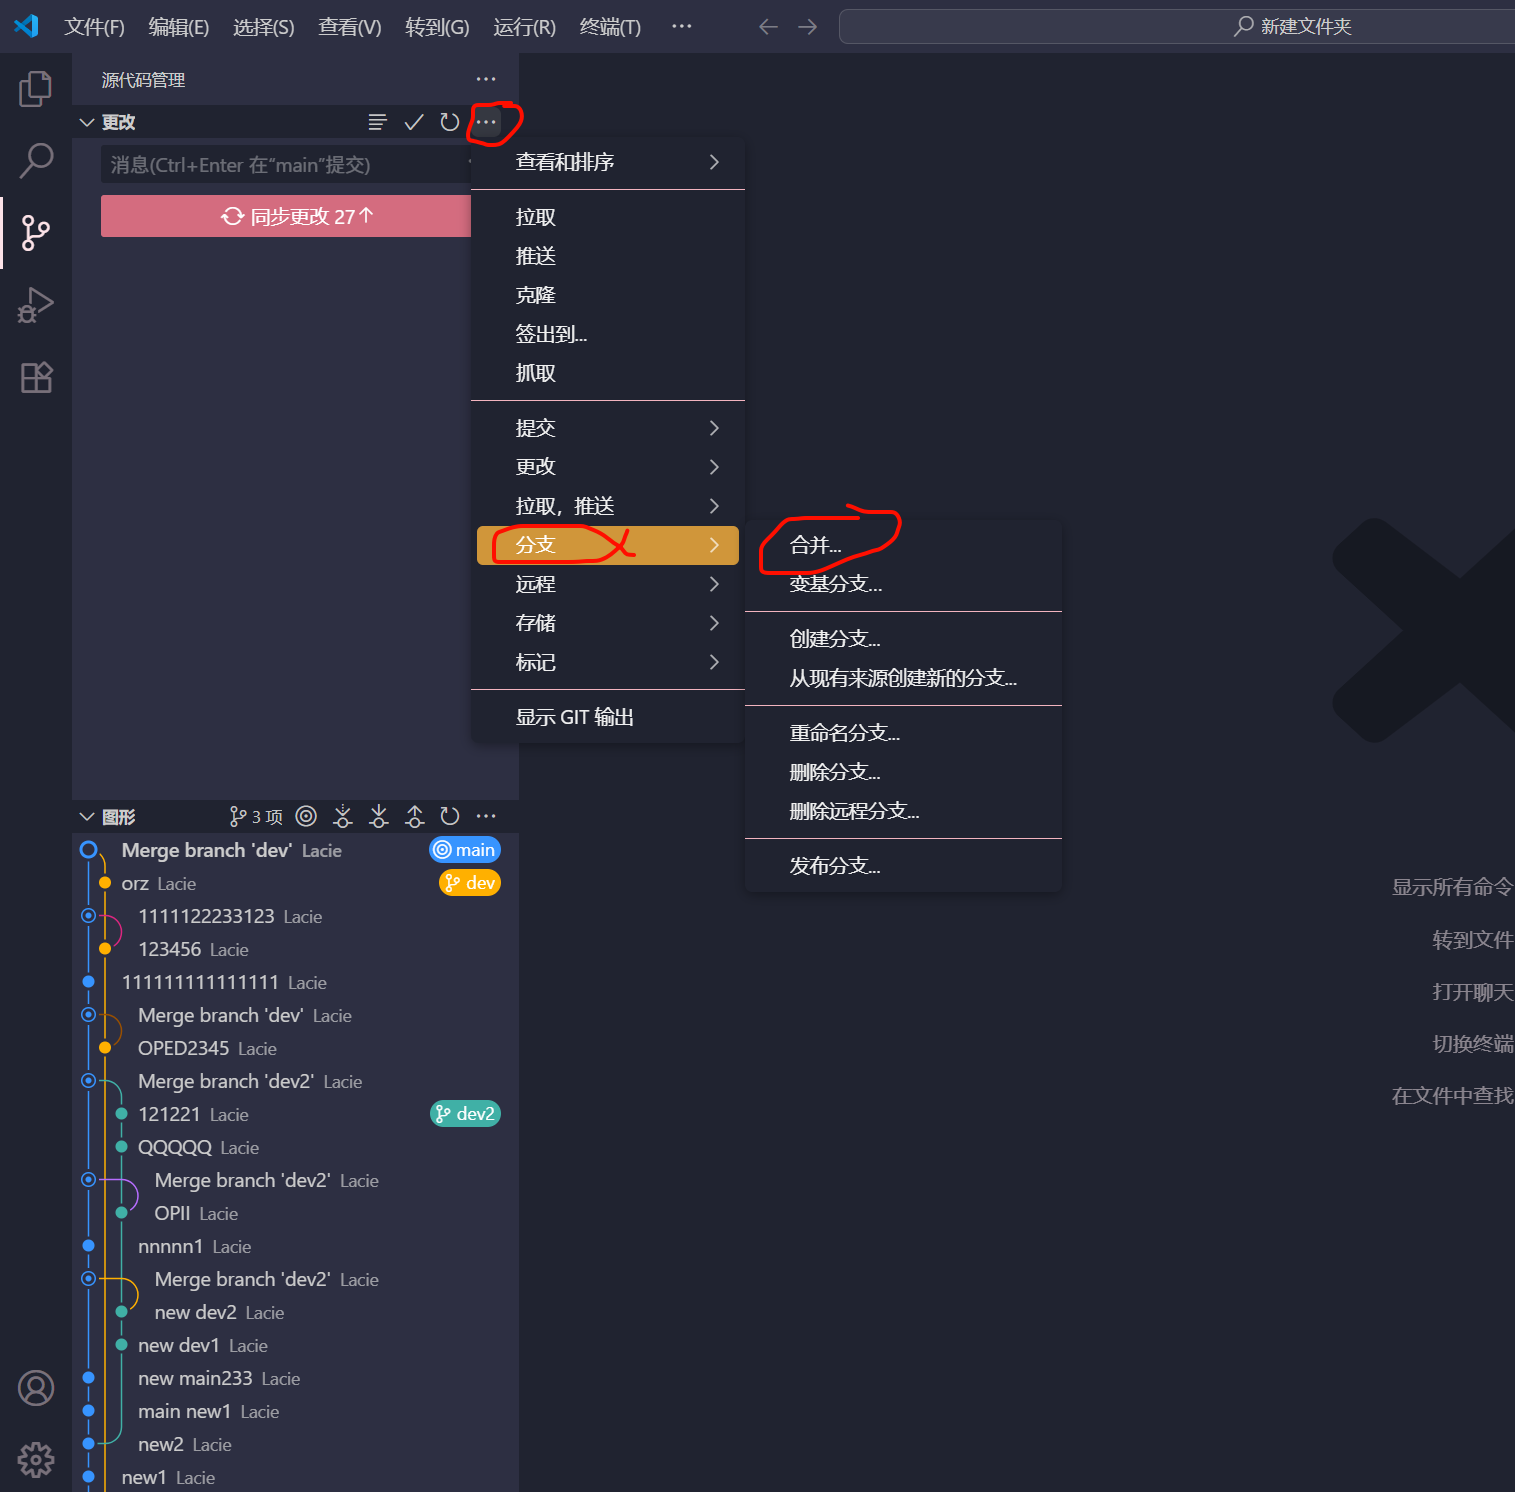 文件(F) 编辑(E) 选择(S) 查看(V) 转到(G) 运行(R) 终端(T) ··· 新建文件夹
源代码管理
更改
消息(Ctrl+Enter 在“main”提交)
同步更改 27↑
查看和排序
拉取
推送
克隆
签出到...
抓取
提交
更改
拉取，推送
分支
远程
存储
标记
显示 GIT 输出
合并...
变基分支...
创建分支...
从现有来源创建新的分支...
重命名分支...
删除分支...
删除远程分支...
发布分支...
显示所有命令
转到文件
打开聊天
切换终端
在文件中查找
图形 3 项
Merge branch 'dev' Lacie main
orz Lacie dev
1111122233123 Lacie
123456 Lacie
111111111111111 Lacie
Merge branch 'dev' Lacie
OPED2345 Lacie
Merge branch 'dev2' Lacie
121221 Lacie dev2
QQQQQ Lacie
Merge branch 'dev2' Lacie
OPII Lacie
nnnnn1 Lacie
Merge branch 'dev2' Lacie
new dev2 Lacie
new dev1 Lacie
new main233 Lacie
main new1 Lacie
new2 Lacie
new1 Lacie